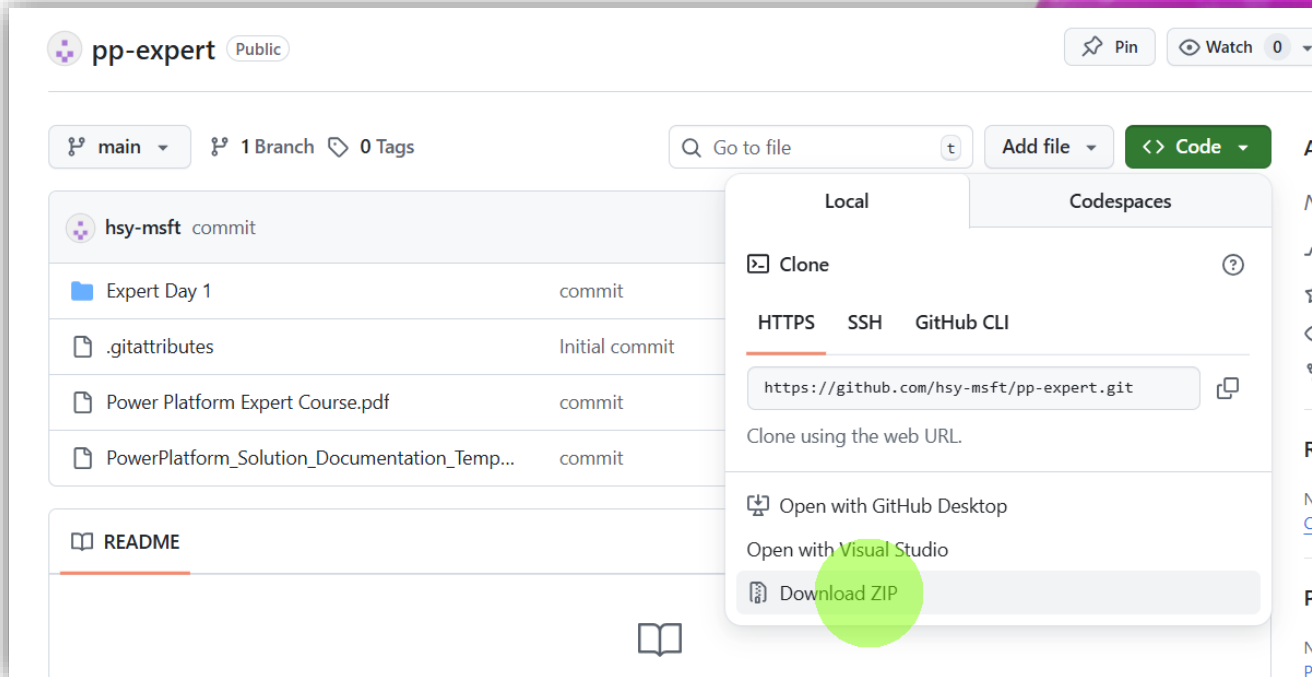 pp-expert Public
Pin
Watch 0
main
1 Branch
0 Tags
Go to file t
Add file
Code
hsy-msft commit
Expert Day 1 commit
.gitattributes Initial commit
Power Platform Expert Course.pdf commit
PowerPlatform_Solution_Documentation_Temp... commit
README
Local
Codespaces
Clone
HTTPS SSH GitHub CLI
https://github.com/hsy-msft/pp-expert.git
Clone using the web URL.
Open with GitHub Desktop
Open with Visual Studio
Download ZIP